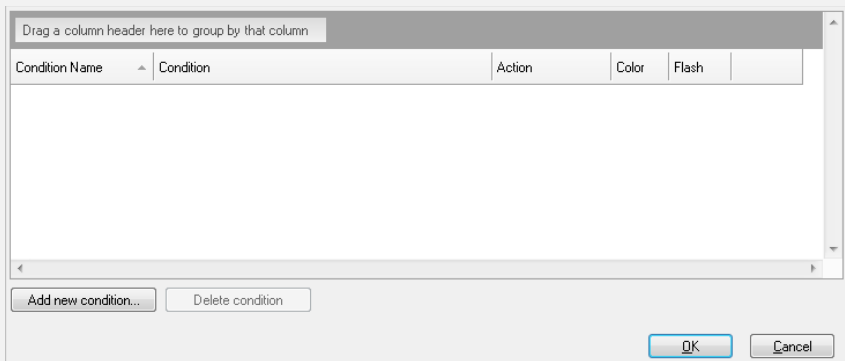 Drag a column header here to group by that column
Condition Name Condition Action Color Flash
Add new condition... Delete condition
OK Cancel